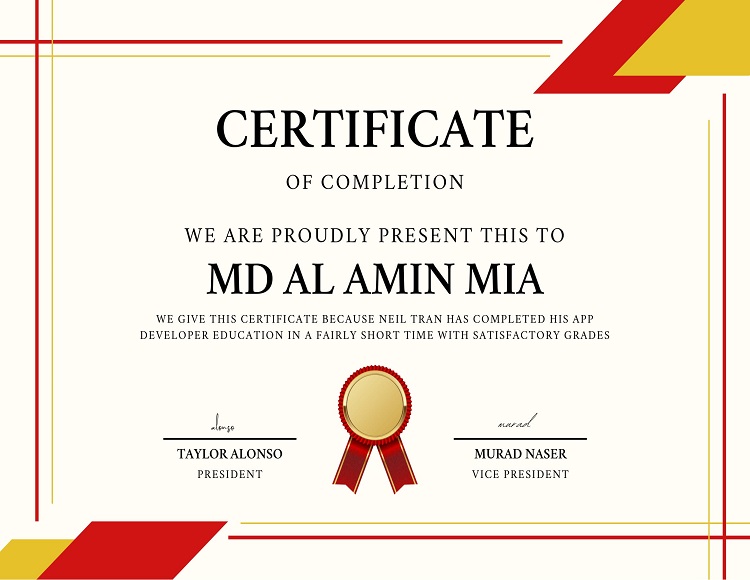 CERTIFICATE
OF COMPLETION
WE ARE PROUDLY PRESENT THIS TO
MD AL AMIN MIA
WE GIVE THIS CERTIFICATE BECAUSE NEIL TRAN HAS COMPLETED HIS APP
DEVELOPER EDUCATION IN A FAIRLY SHORT TIME WITH SATISFACTORY GRADES
alonso
murad
TAYLOR ALONSO
MURAD NASER
PRESIDENT
VICE PRESIDENT